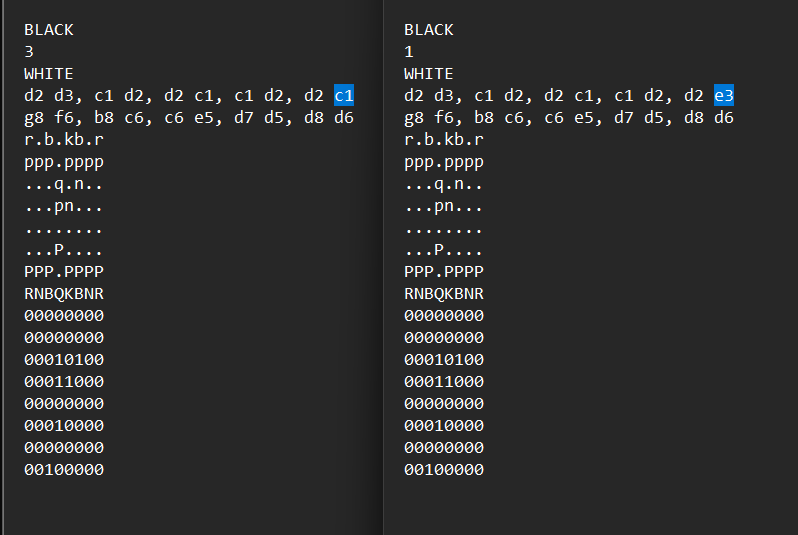 BLACK
3
WHITE
d2 d3, c1 d2, d2 c1, c1 d2, d2 c1
g8 f6, b8 c6, c6 e5, d7 d5, d8 d6
r.b.kb.r
ppp.pppp
...q.n..
...pn...
........
...P....
PPP.PPPP
RNBQKBNR
00000000
00000000
00010100
00011000
00000000
00010000
00000000
00100000
BLACK
1
WHITE
d2 d3, c1 d2, d2 c1, c1 d2, d2 e3
g8 f6, b8 c6, c6 e5, d7 d5, d8 d6
r.b.kb.r
ppp.pppp
...q.n..
...pn...
........
...P....
PPP.PPPP
RNBQKBNR
00000000
00000000
00010100
00011000
00000000
00010000
00000000
00100000